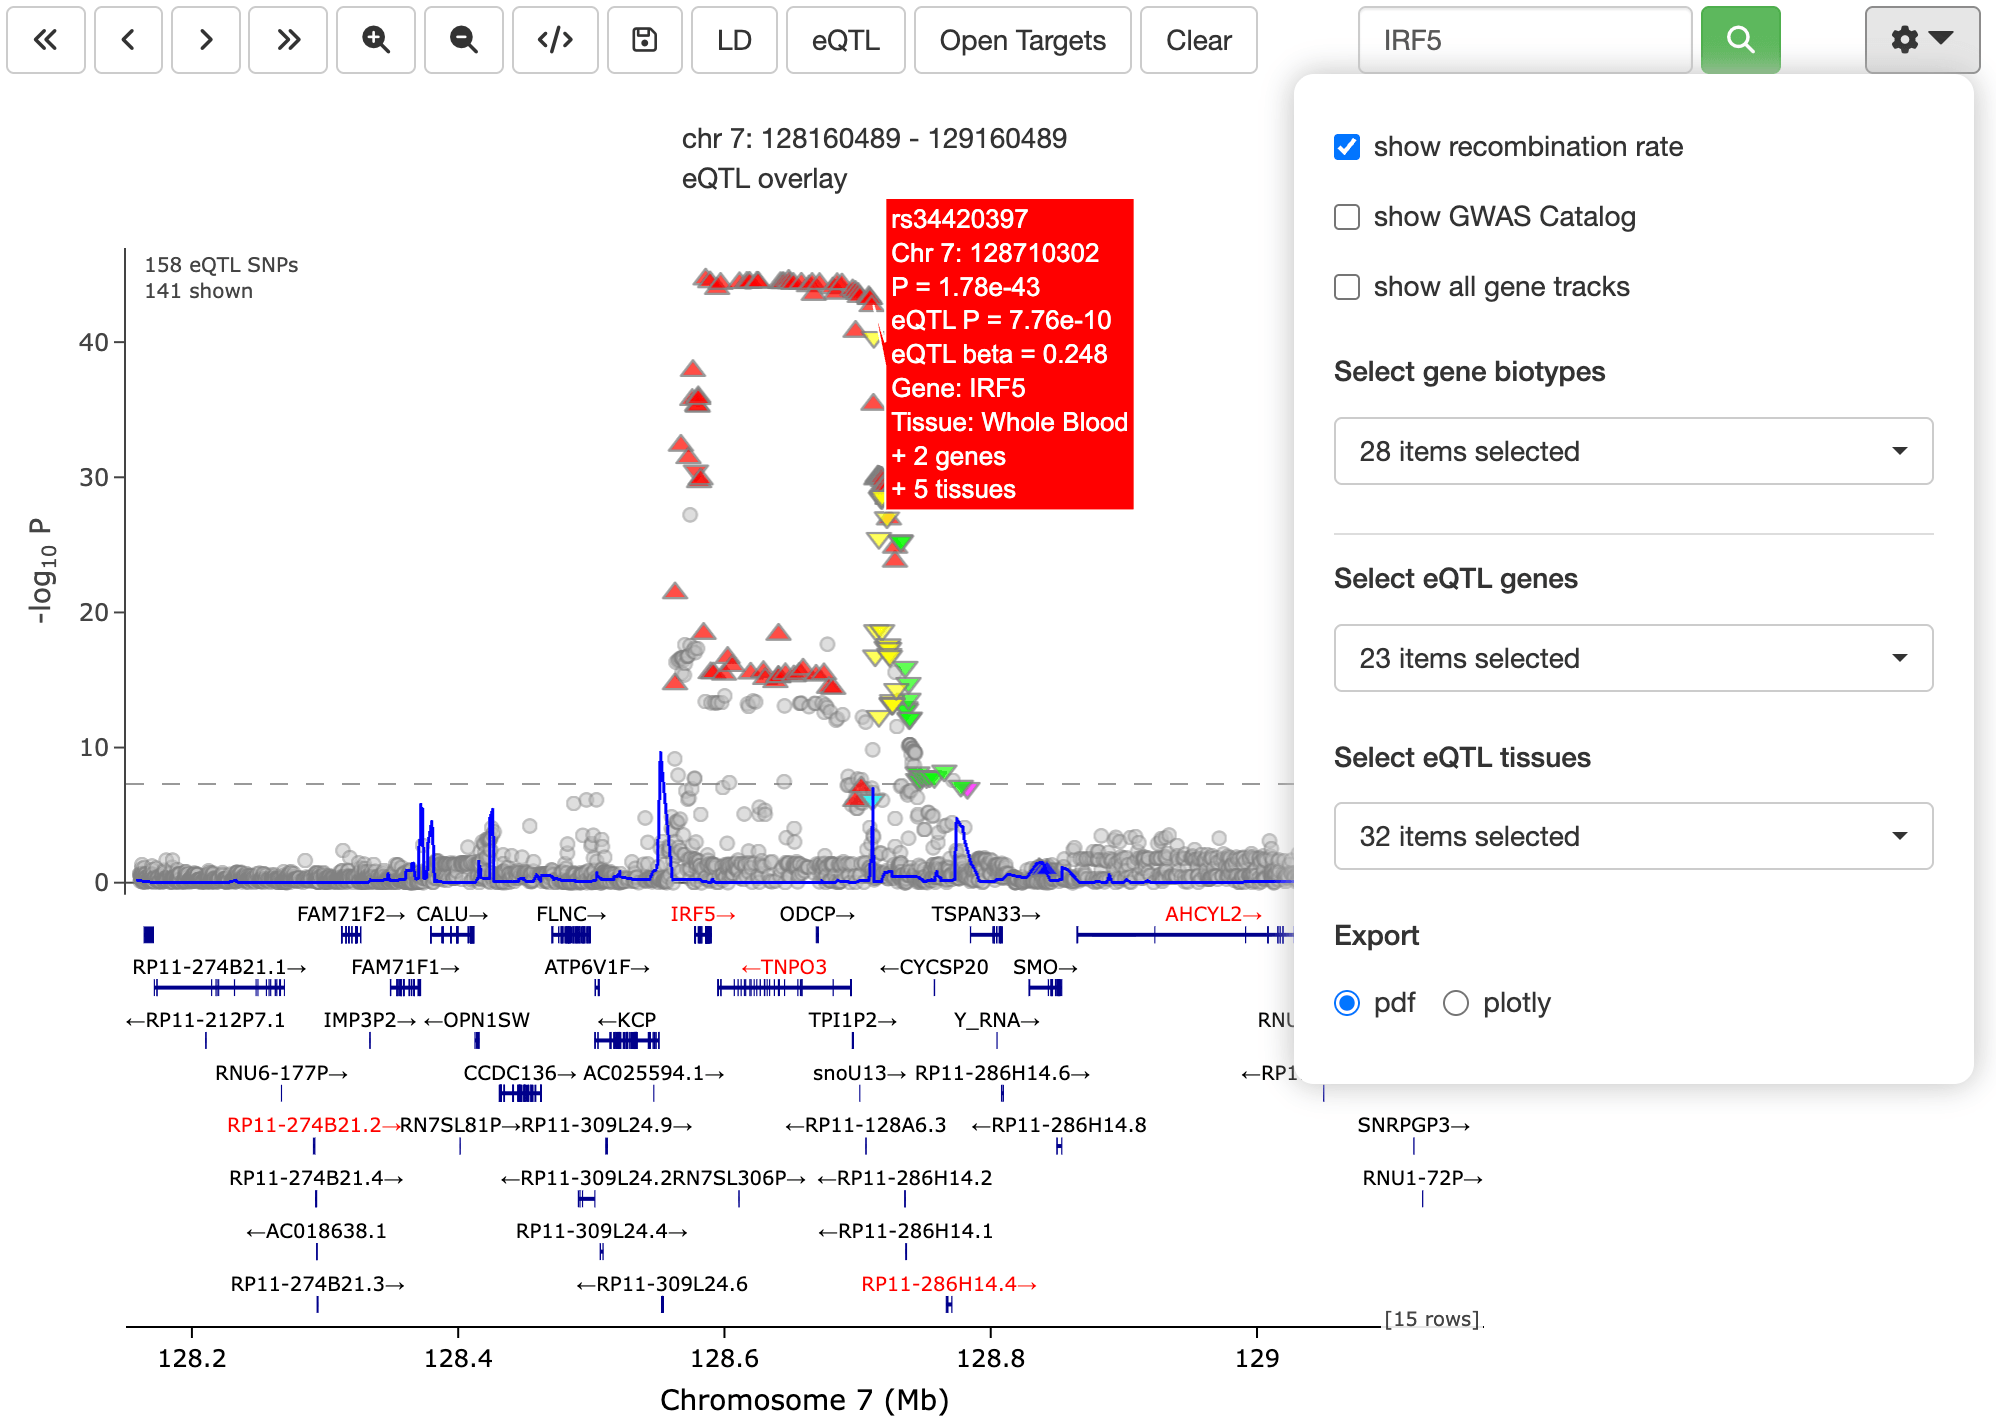 LD
eQTL
Open Targets
Clear
IRF5
chr 7: 128160489 - 129160489
eQTL overlay
158 eQTL SNPs
141 shown
rs34420397
Chr 7: 128710302
P = 1.78e-43
eQTL P = 7.76e-10
eQTL beta = 0.248
Gene: IRF5
Tissue: Whole Blood
+ 2 genes
+ 5 tissues
show recombination rate
show GWAS Catalog
show all gene tracks
Select gene biotypes
28 items selected
Select eQTL genes
23 items selected
Select eQTL tissues
32 items selected
Export
pdf plotly
-log10 P
40
30
20
10
0
FAM71F2→ CALU→ FLNC→ IRF5→ ODCP→ TSPAN33→ AHCYL2→
RP11-274B21.1→ FAM71F1→ ATP6V1F→ ←TNPO3 ←CYCSP20 SMO→
←RP11-212P7.1 IMP3P2→ ←OPN1SW ←KCP TPI1P2→ Y_RNA→ RNU
RNU6-177P→ CCDC136→ AC025594.1→ snoU13→ RP11-286H14.6→ ←RP1
RP11-274B21.2→ RN7SL81P→ RP11-309L24.9→ ←RP11-128A6.3 ←RP11-286H14.8 SNRPGP3→
RP11-274B21.4→ ←RP11-309L24.2 RN7SL306P→ ←RP11-286H14.2 RNU1-72P→
←AC018638.1 RP11-309L24.4→ ←RP11-286H14.1
RP11-274B21.3→ ←RP11-309L24.6 RP11-286H14.4→
[15 rows]
128.2 128.4 128.6 128.8 129
Chromosome 7 (Mb)